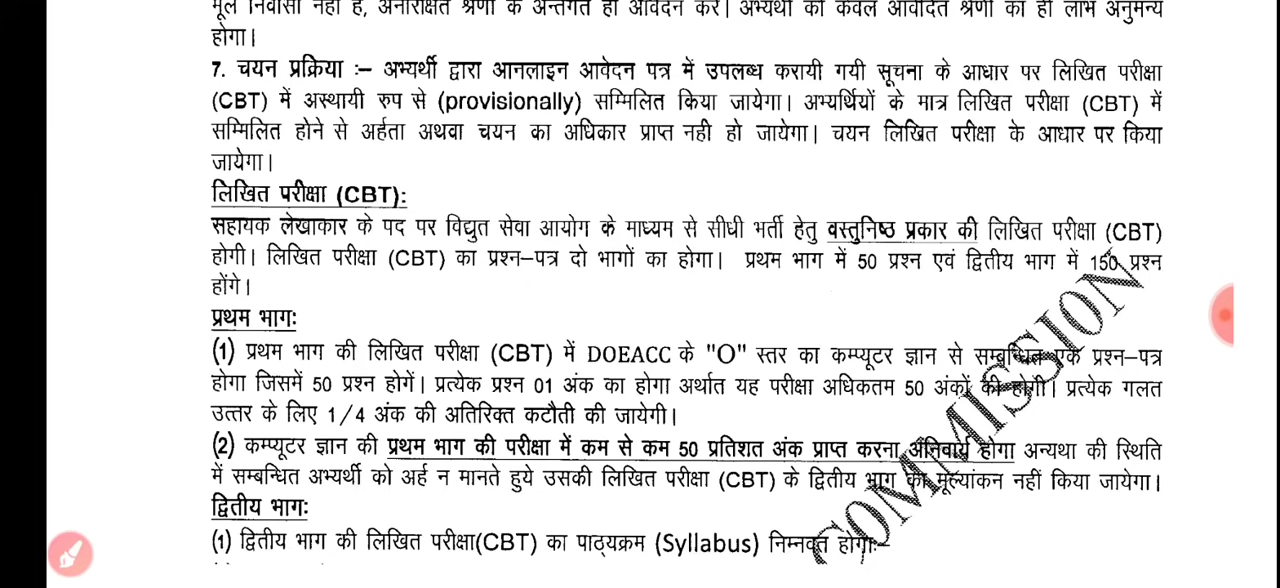 मूल निवासी नहीं है, अनारक्षित श्रेणी के अन्तर्गत ही आवेदन करें। अभ्यर्थी को केवल आवेदित श्रेणी का ही लाभ अनुमन्य
होगा।
7. चयन प्रक्रिया :– अभ्यर्थी द्वारा आनलाइन आवेदन पत्र में उपलब्ध करायी गयी सूचना के आधार पर लिखित परीक्षा
(CBT) में अस्थायी रुप से (provisionally) सम्मिलित किया जायेगा। अभ्यर्थियों के मात्र लिखित परीक्षा (CBT) में
सम्मिलित होने से अर्हता अथवा चयन का अधिकार प्राप्त नही हो जायेगा। चयन लिखित परीक्षा के आधार पर किया
जायेगा।
लिखित परीक्षा (CBT):
सहायक लेखाकार के पद पर विद्युत सेवा आयोग के माध्यम से सीधी भर्ती हेतु वस्तुनिष्ठ प्रकार की लिखित परीक्षा (CBT)
होगी। लिखित परीक्षा (CBT) का प्रश्न–पत्र दो भागों का होगा। प्रथम भाग में 50 प्रश्न एवं द्वितीय भाग में 150 प्रश्न
होंगे।
प्रथम भागः
(1) प्रथम भाग की लिखित परीक्षा (CBT) में DOEACC के "O" स्तर का कम्प्यूटर ज्ञान से सम्बन्धित एक प्रश्न–पत्र
होगा जिसमें 50 प्रश्न होगें। प्रत्येक प्रश्न 01 अंक का होगा अर्थात यह परीक्षा अधिकतम 50 अंकों की होगी। प्रत्येक गलत
उत्तर के लिए 1/4 अंक की अतिरिक्त कटौती की जायेगी।
(2) कम्प्यूटर ज्ञान की प्रथम भाग की परीक्षा में कम से कम 50 प्रतिशत अंक प्राप्त करना अनिवार्य होगा अन्यथा की स्थिति
में सम्बन्धित अभ्यर्थी को अर्ह न मानते हुये उसकी लिखित परीक्षा (CBT) के द्वितीय भाग का मूल्यांकन नहीं किया जायेगा।
द्वितीय भागः
(1) द्वितीय भाग की लिखित परीक्षा(CBT) का पाठ्यक्रम (Syllabus) निम्नवत् होगाः–
COMMISSION